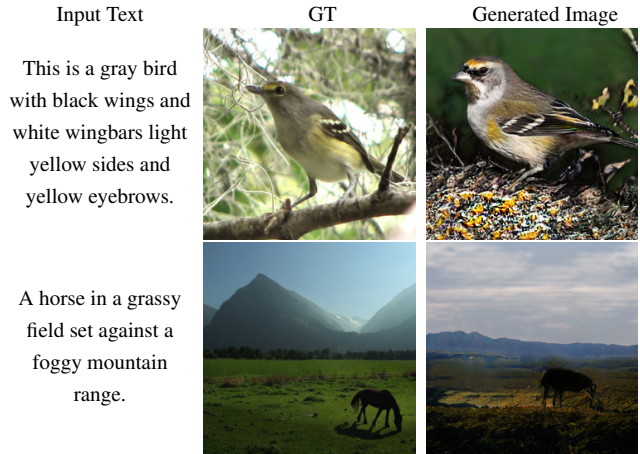 Input Text
GT
Generated Image
This is a gray bird
with black wings and
white wingbars light
yellow sides and
yellow eyebrows.
A horse in a grassy
field set against a
foggy mountain
range.